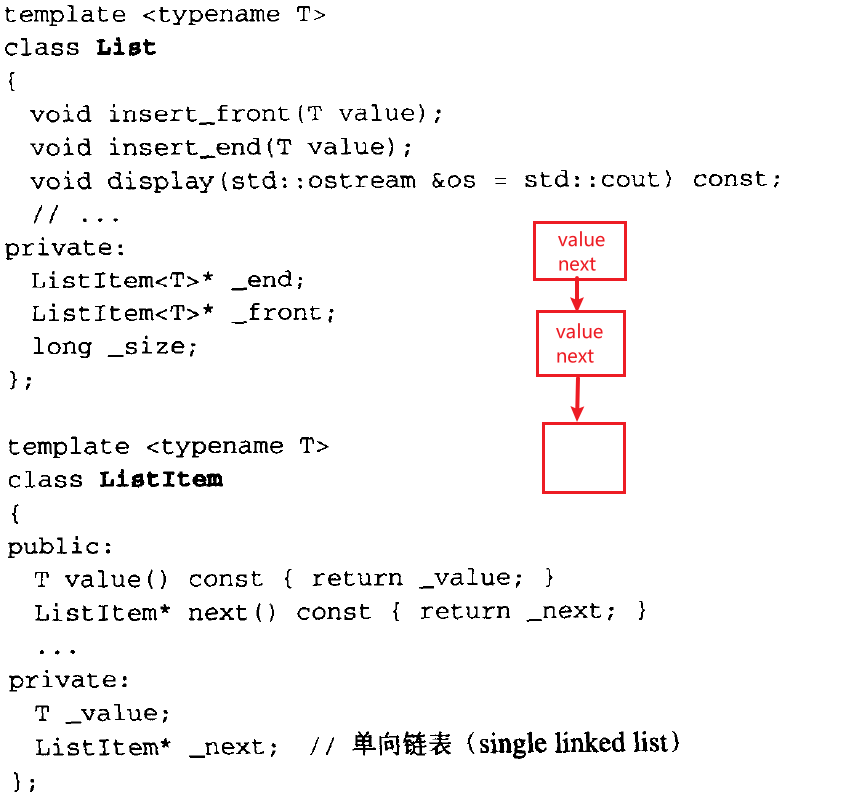 template <typename T>
class List
{
void insert_front(T value);
void insert_end(T value);
void display(std::ostream &os = std::cout) const;
// ...
private:
ListItem<T>* _end;
ListItem<T>* _front;
long _size;
};
value
next
value
next
template <typename T>
class ListItem
{
public:
T value() const { return _value; }
ListItem* next() const { return _next; }
...
private:
T _value;
ListItem* _next; // 单向链表（single linked list）
};